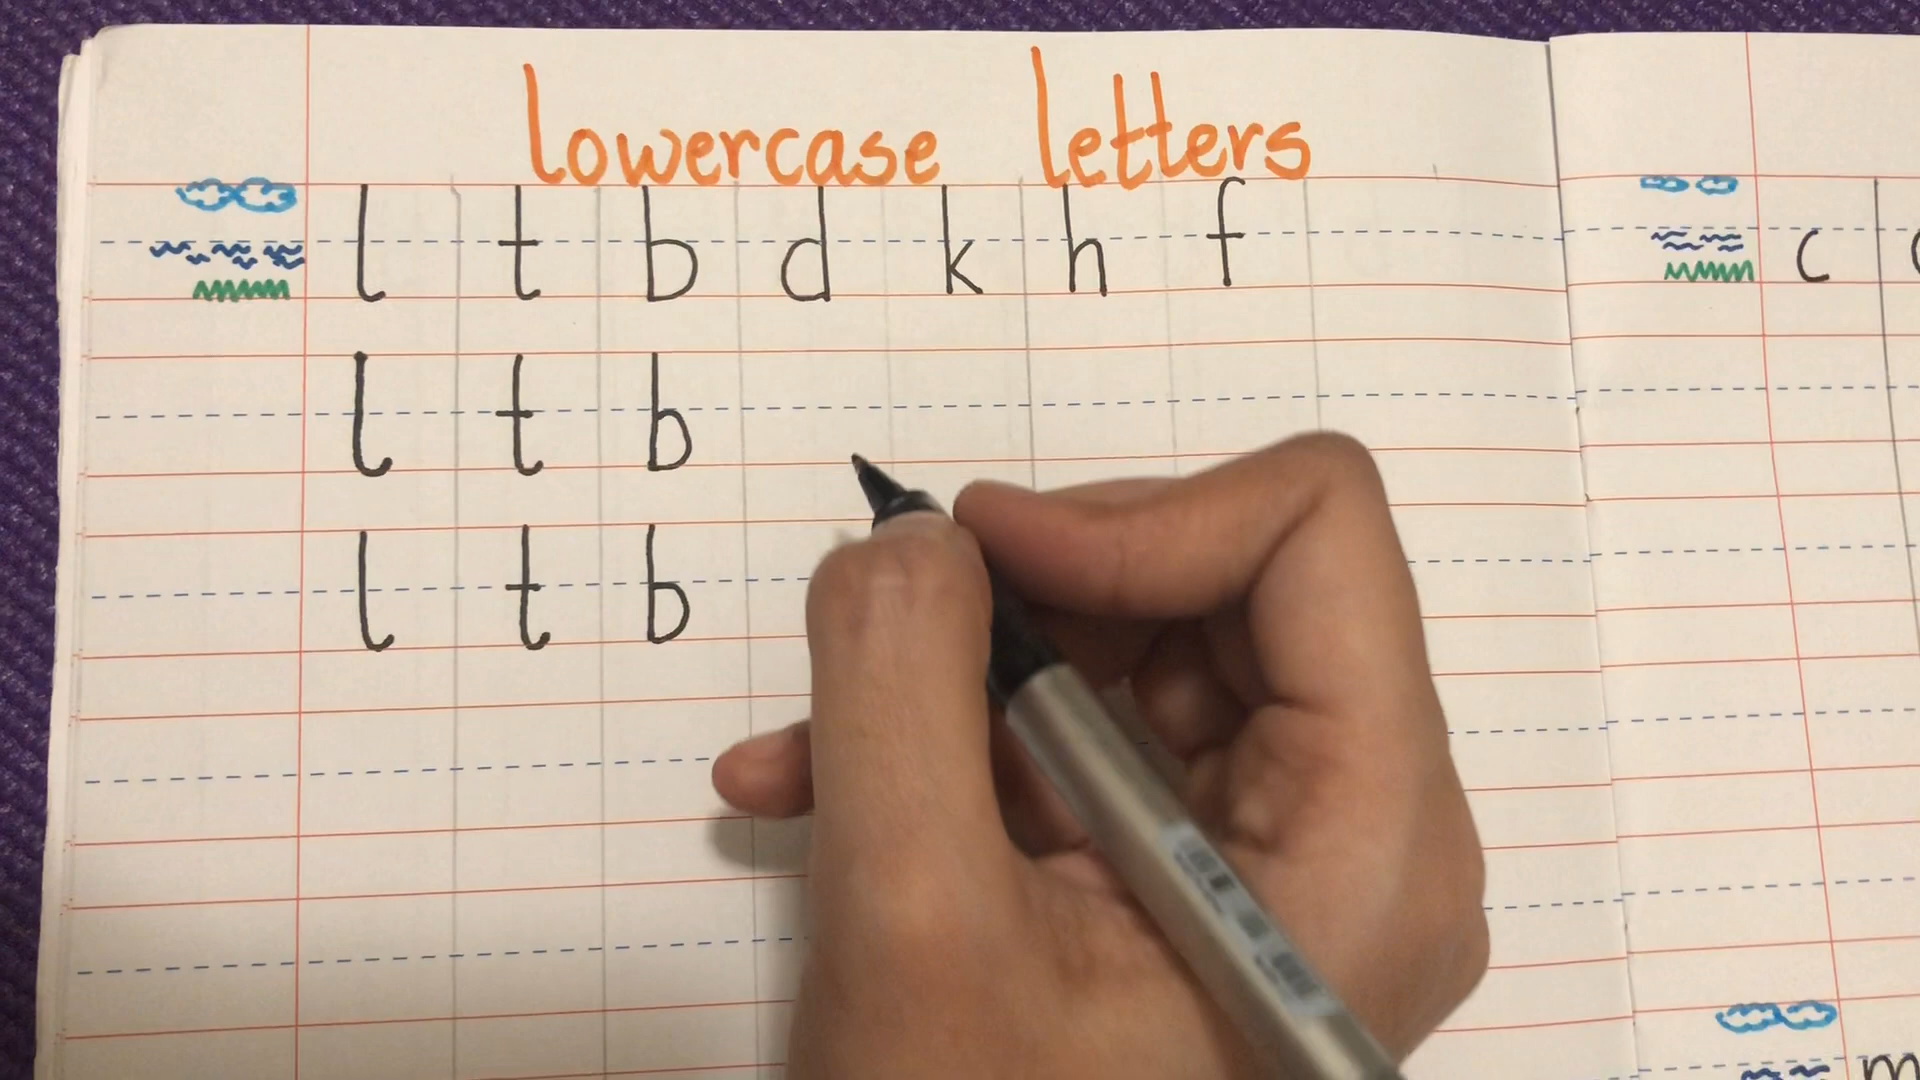 lowercase letters
l t b d k h f
l t b
l t b
c
m